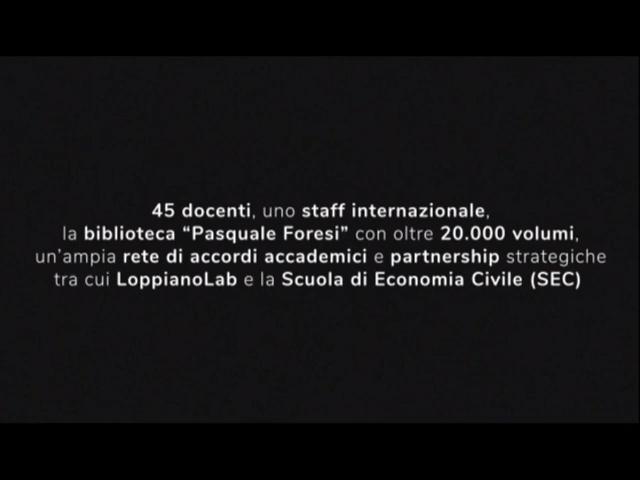 45 docenti, uno staff internazionale,
la biblioteca “Pasquale Foresi” con oltre 20.000 volumi,
un’ampia rete di accordi accademici e partnership strategiche
tra cui LoppianoLab e la Scuola di Economia Civile (SEC)